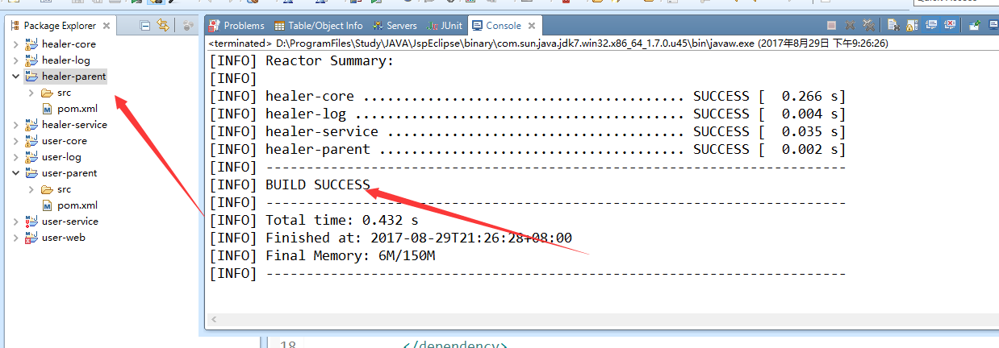 Package Explorer
healer-core
healer-log
healer-parent
src
pom.xml
healer-service
user-core
user-log
user-parent
src
pom.xml
user-service
user-web
Problems Table/Object Info Servers JUnit Console
<terminated> D:\ProgramFiles\Study\JAVA\JspEclipse\binary\com.sun.java.jdk7.win32.x86_64_1.7.0.u45\bin\javaw.exe (2017年8月29日 下午9:26:26)
[INFO] Reactor Summary:
[INFO]
[INFO] healer-core ........................................ SUCCESS [  0.266 s]
[INFO] healer-log ......................................... SUCCESS [  0.004 s]
[INFO] healer-service ..................................... SUCCESS [  0.035 s]
[INFO] healer-parent ...................................... SUCCESS [  0.002 s]
[INFO] ------------------------------------------------------------------------
[INFO] BUILD SUCCESS
[INFO] ------------------------------------------------------------------------
[INFO] Total time: 0.432 s
[INFO] Finished at: 2017-08-29T21:26:28+08:00
[INFO] Final Memory: 6M/150M
[INFO] ------------------------------------------------------------------------
18 </dependency>